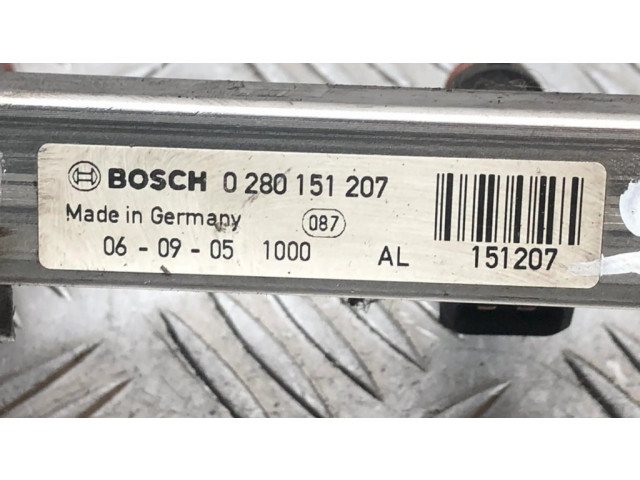 BOSCH 0 280 151 207
Made in Germany 087
06 - 09 - 05 1000 AL 151207